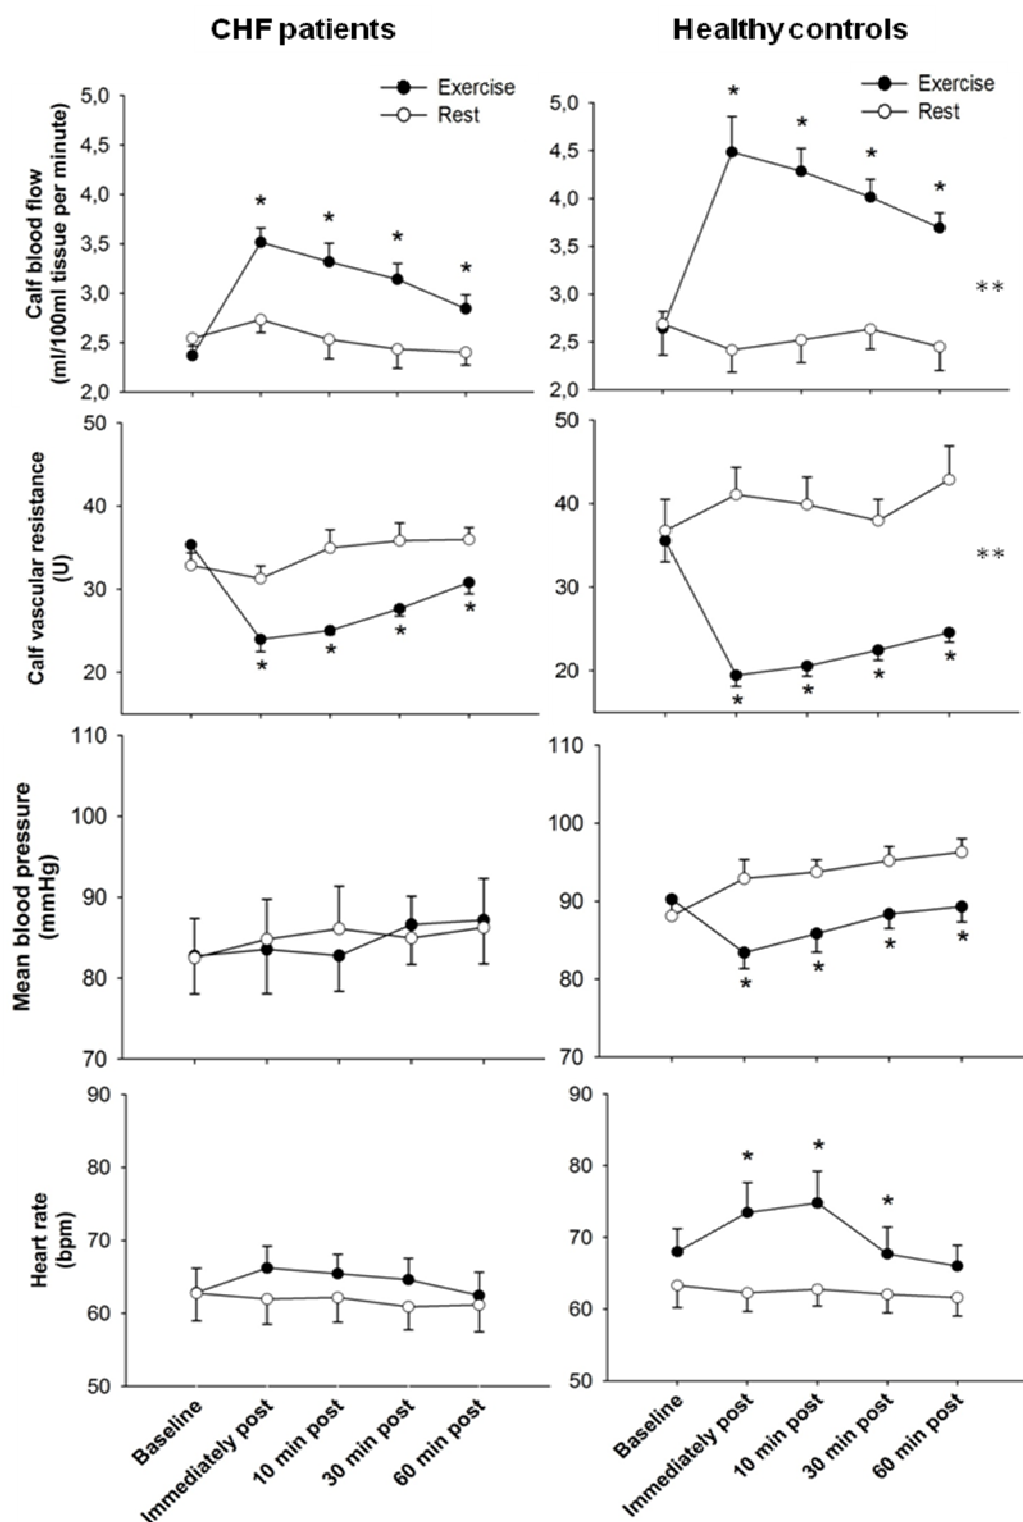 CHF patients
Healthy controls
Exercise
Rest
Calf blood flow
(ml/100ml tissue per minute)
5,0
4,5
4,0
3,5
3,0
2,5
2,0
*
*
*
*
Exercise
Rest
5,0
4,5
4,0
3,5
3,0
2,5
2,0
*
*
*
*
**
Calf vascular resistance
(U)
50
40
30
20
*
*
*
*
50
40
30
20
*
*
*
*
**
Mean blood pressure
(mmHg)
110
100
90
80
70
110
100
90
80
70
*
*
*
*
Heart rate
(bpm)
90
80
70
60
50
Baseline
Immediately post
10 min post
30 min post
60 min post
90
80
70
60
50
*
*
*
Baseline
Immediately post
10 min post
30 min post
60 min post